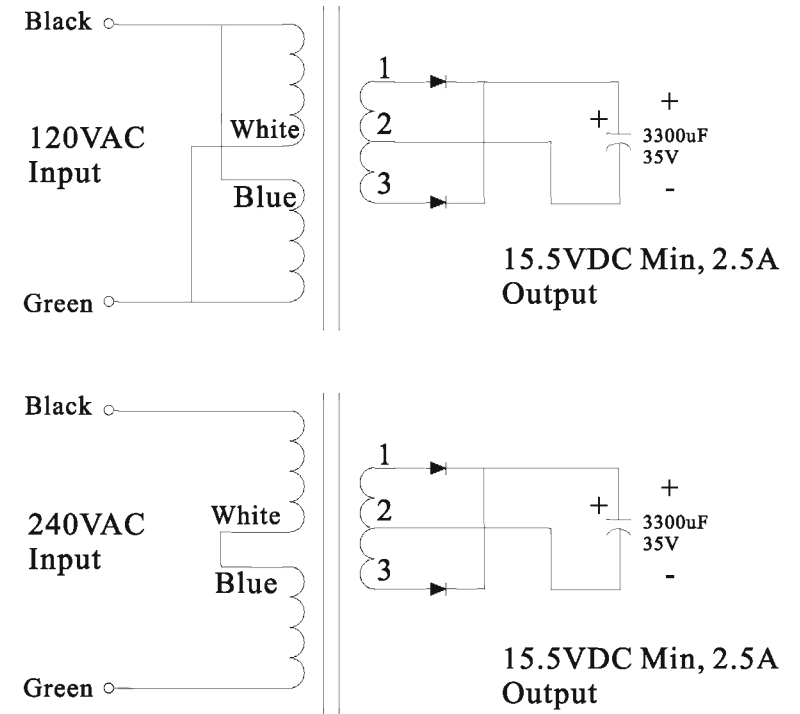 Black
120VAC
Input
White
Blue
Green
1
2
3
+
+
3300uF
35V
-
15.5VDC Min, 2.5A
Output
Black
240VAC
Input
White
Blue
Green
1
2
3
+
+
3300uF
35V
-
15.5VDC Min, 2.5A
Output